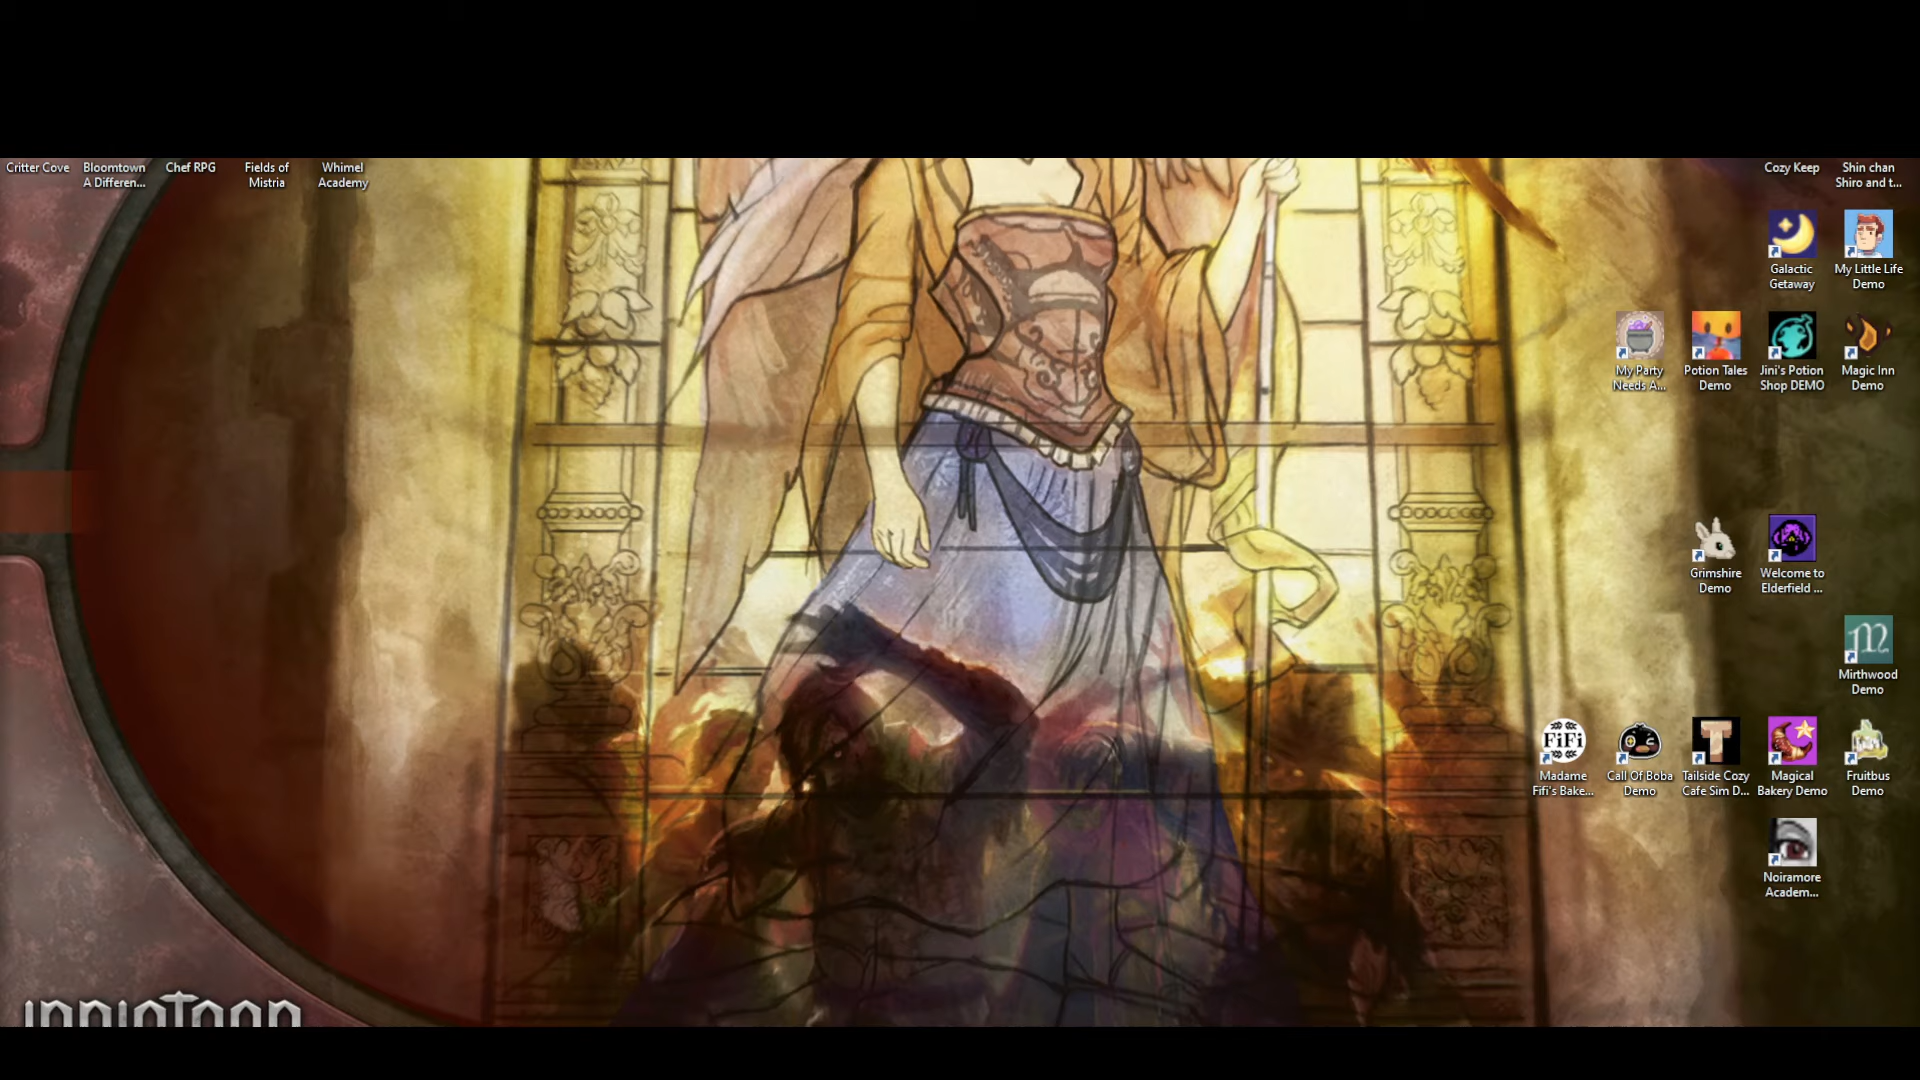 Critter Cove
Bloomtown
A Differen...
Chef RPG
Fields of
Mistria
Whimel
Academy
Cozy Keep
Shin chan
Shiro and t...
Galactic
Getaway
My Little Life
Demo
My Party
Needs A...
Potion Tales
Demo
Jini's Potion
Shop DEMO
Magic Inn
Demo
Grimshire
Demo
Welcome to
Elderfield ...
Mirthwood
Demo
FiFi
Madame
Fifi's Bake...
Call Of Boba
Demo
T
Tailside Cozy
Cafe Sim D...
Magical
Bakery Demo
Fruitbus
Demo
Noiramore
Academ...